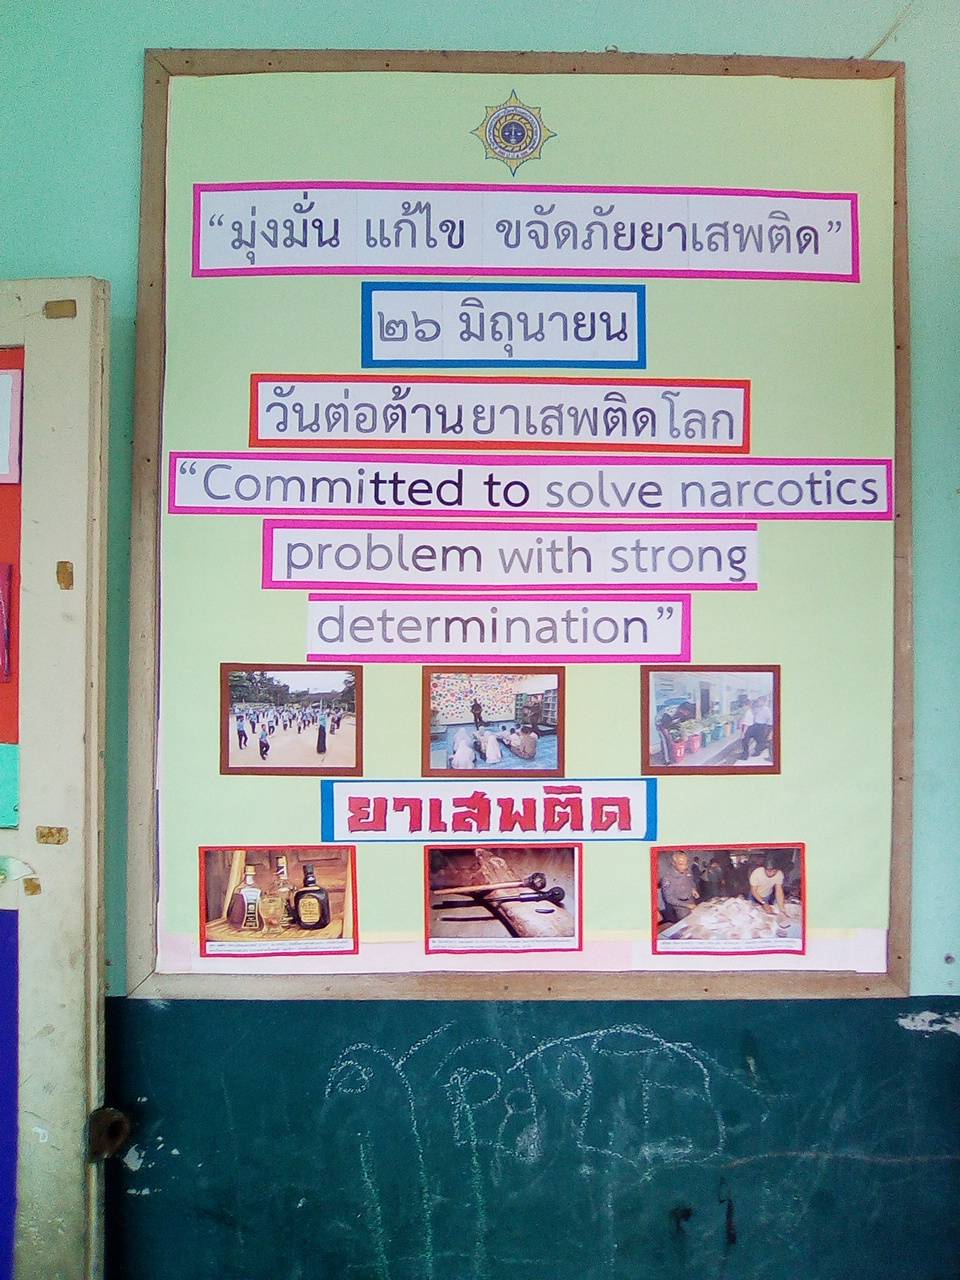 “มุ่งมั่น แก้ไข ขจัดภัยยาเสพติด”
๒๖ มิถุนายน
วันต่อต้านยาเสพติดโลก
“Committed to solve narcotics
problem with strong
determination”
ยาเสพติด